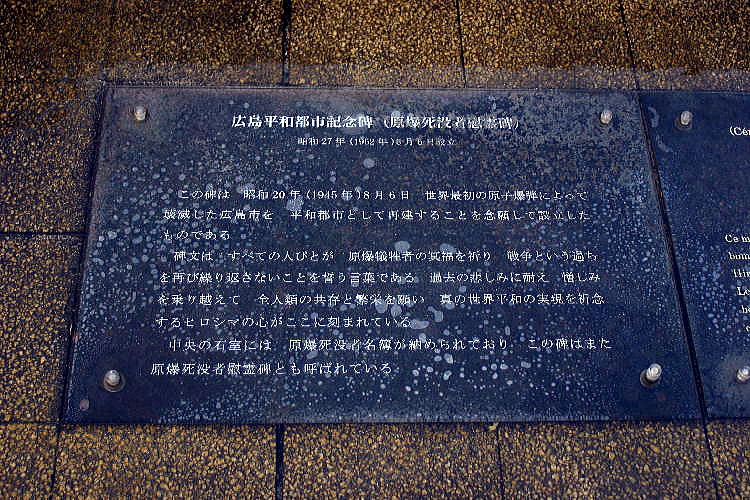 広島平和都市記念碑（原爆死没者慰霊碑）
昭和27年（1952年）8月6日設立
この碑は 昭和20年（1945年）8月6日 世界最初の原子爆弾によって
壊滅した広島市を 平和都市として再建することを念願して設立した
ものである
碑文は すべての人びとが 原爆犠牲者の冥福を祈り 戦争という過ち
を再び繰り返さないことを誓う言葉である 過去の悲しみに耐え 憎しみ
を乗り越えて 全人類の共存と繁栄を願い 真の世界平和の実現を祈念
するヒロシマの心がここに刻まれている
中央の石室には 原爆死没者名簿が納められており この碑はまた
原爆死没者慰霊碑とも呼ばれている
(Cén
Ce m
bom
Hir
Le
be